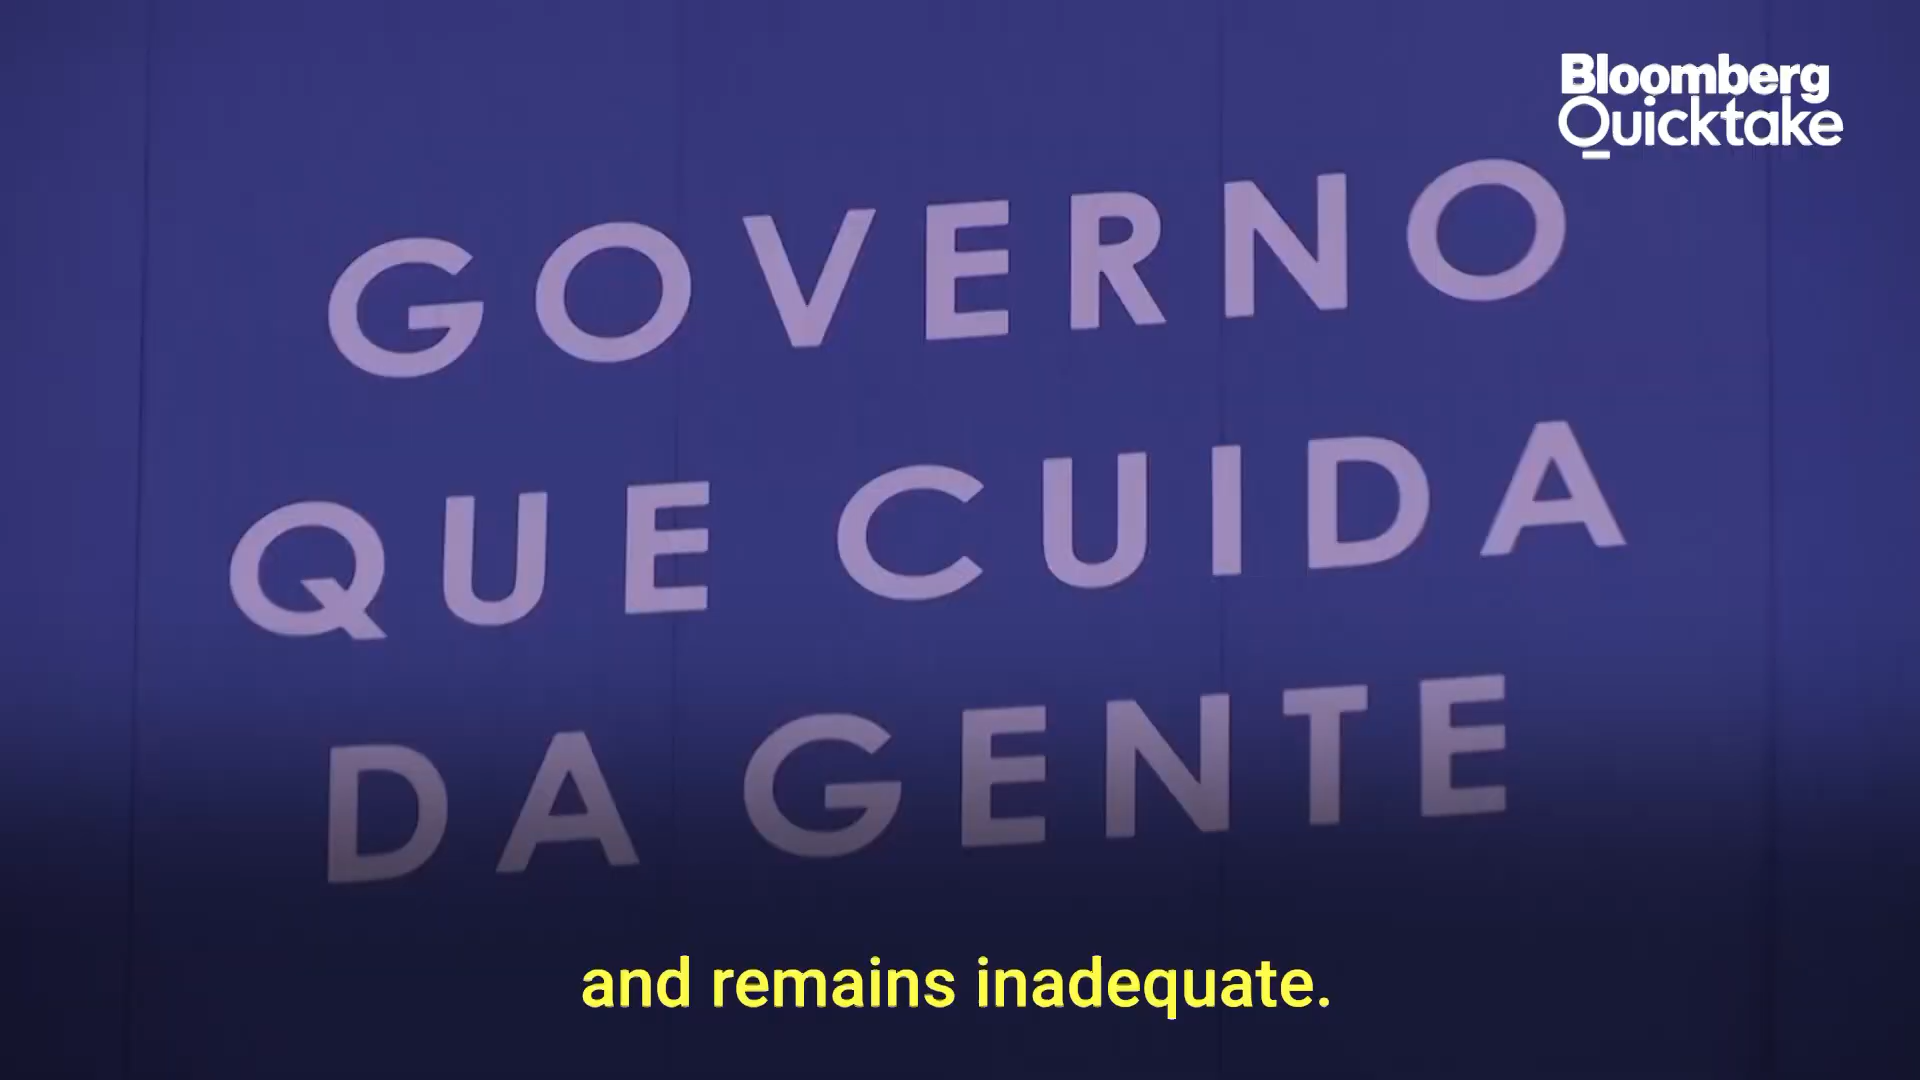 Bloomberg
Quicktake
GOVERNO
QUE CUIDA
DA GENTE
and remains inadequate.